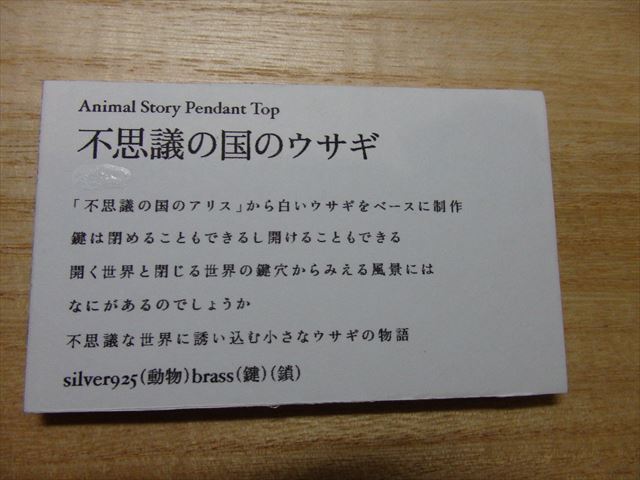 Animal Story Pendant Top
不思議の国のウサギ
「不思議の国のアリス」から白いウサギをベースに制作
鍵は閉めることもできるし開けることもできる
開く世界と閉じる世界の鍵穴からみえる風景には
なにがあるのでしょうか
不思議な世界に誘い込む小さなウサギの物語
silver925(動物)brass(鍵)(鎖)